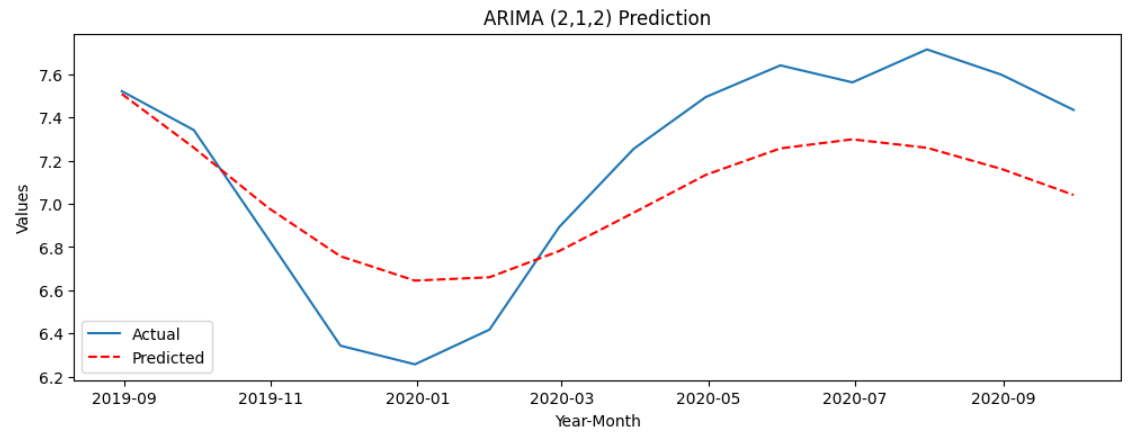 ARIMA (2,1,2) Prediction
Values
7.6
7.4
7.2
7.0
6.8
6.6
6.4
6.2
Actual
Predicted
2019-09 2019-11 2020-01 2020-03 2020-05 2020-07 2020-09
Year-Month